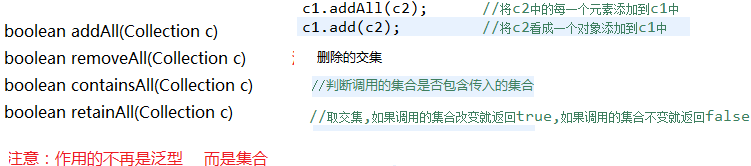 c1.addAll(c2); //将c2中的每一个元素添加到c1中
boolean addAll(Collection c) c1.add(c2); //将c2看成一个对象添加到c1中
boolean removeAll(Collection c) 删除的交集
boolean containsAll(Collection c) //判断调用的集合是否包含传入的集合
boolean retainAll(Collection c) //取交集,如果调用的集合改变就返回true,如果调用的集合不变就返回false
注意：作用的不再是泛型 而是集合